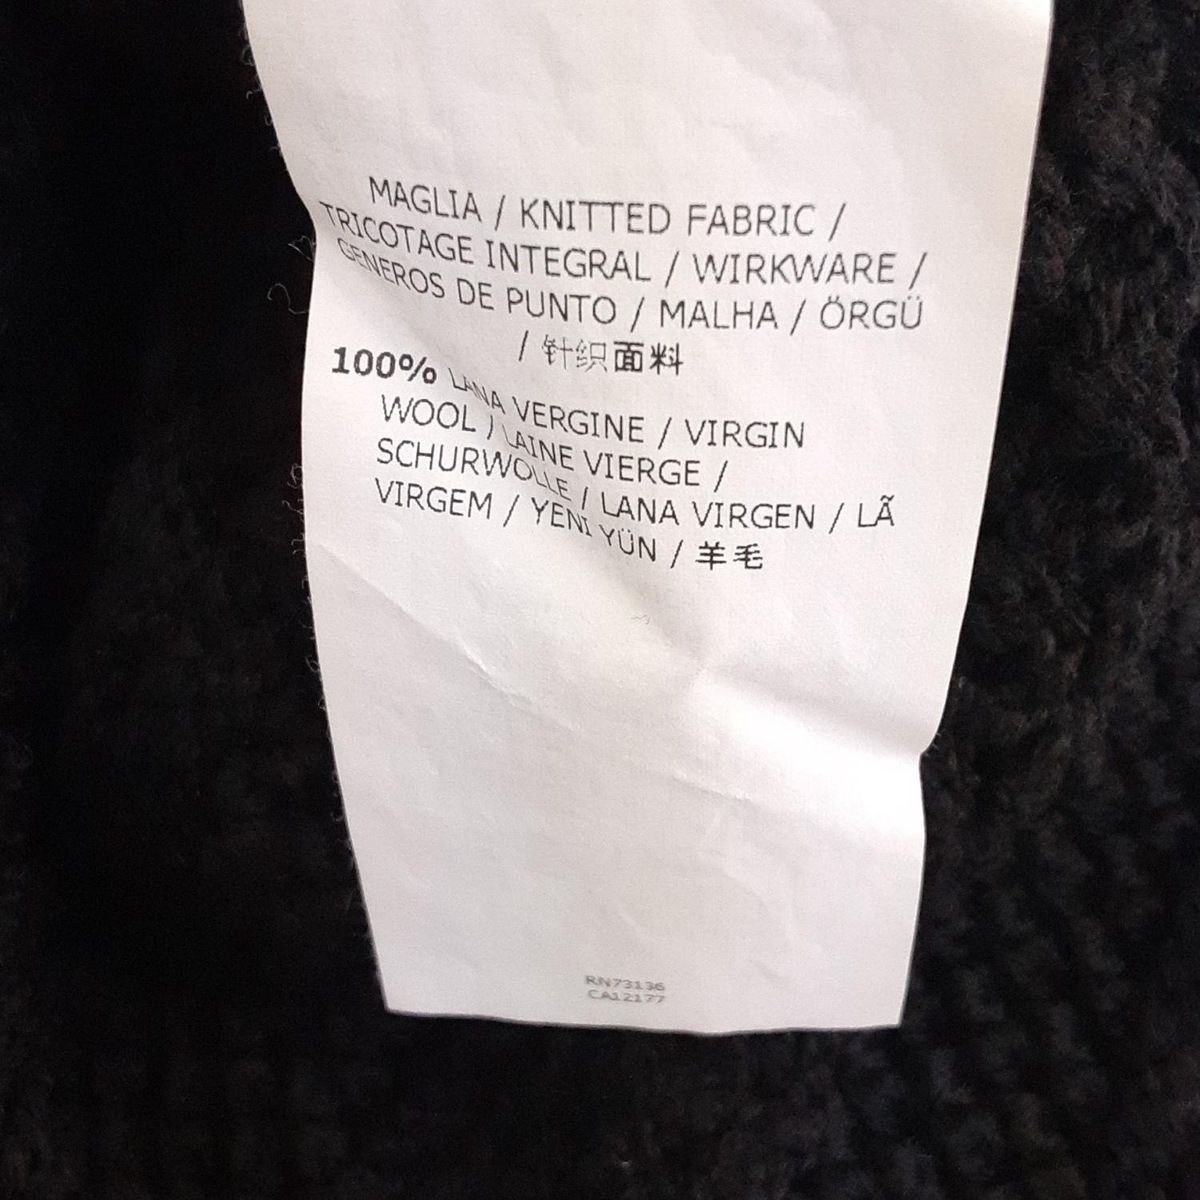 MAGLIA / KNITTED FABRIC /
TRICOTAGE INTEGRAL / WIRKWARE /
GENEROS DE PUNTO / MALHA / ÖRGÜ
/ 针织面料
100% LANA VERGINE / VIRGIN
WOOL / LAINE VIERGE /
SCHURWOLLE / LANA VIRGEN / LÃ
VIRGEM / YENI YÜN / 羊毛
RN73136
CA12177